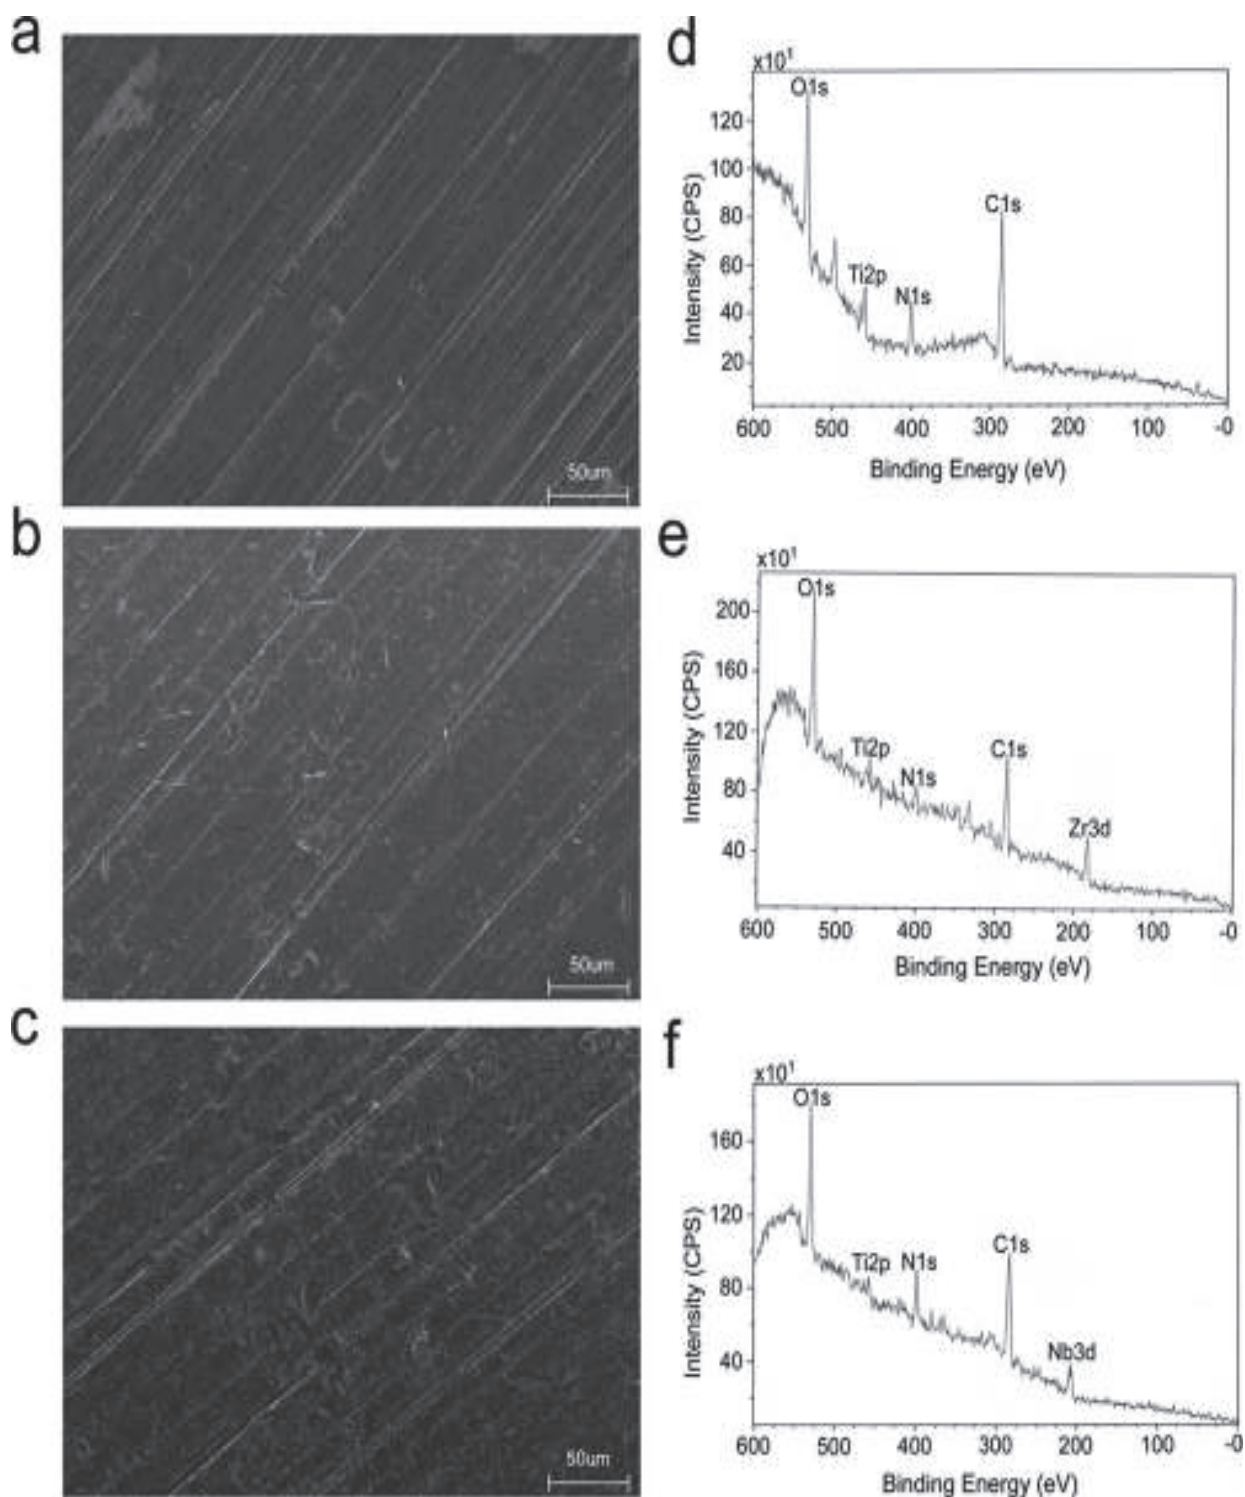 a
50um
b
50um
c
50um
d
x10¹
O1s
120
100
80
60
40
20
Ti2p
N1s
C1s
Intensity (CPS)
600 500 400 300 200 100 -0
Binding Energy (eV)
e
x10¹
O1s
200
160
120
80
40
Ti2p
N1s
C1s
Zr3d
Intensity (CPS)
600 500 400 300 200 100 -0
Binding Energy (eV)
f
x10¹
O1s
160
120
80
40
Ti2p
N1s
C1s
Nb3d
Intensity (CPS)
600 500 400 300 200 100 -0
Binding Energy (eV)